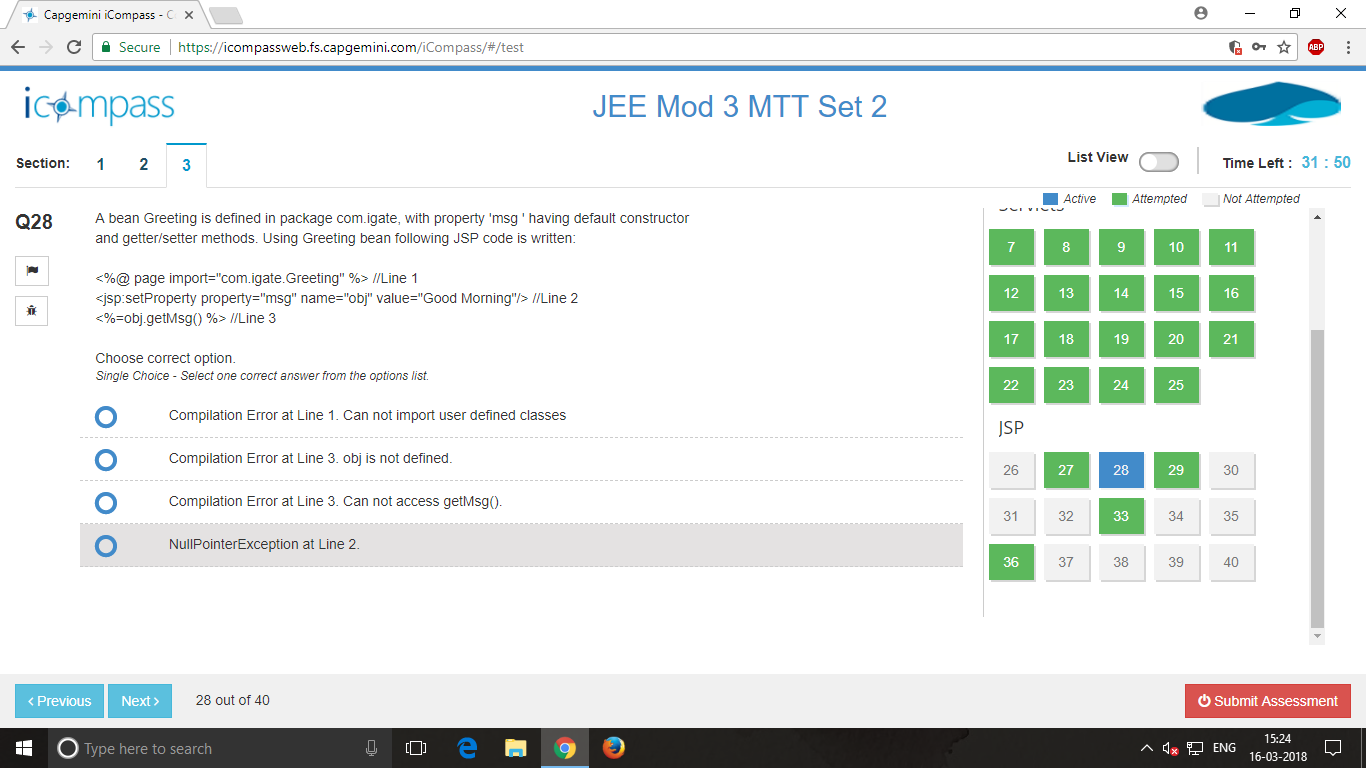 Capgemini iCompass - C
Secure
https://icompassweb.fs.capgemini.com/iCompass/#/test
ABP
icompass
JEE Mod 3 MTT Set 2
Section: 1 2 3
List View
Time Left : 31 : 50
Active Attempted Not Attempted
Q28
A bean Greeting is defined in package com.igate, with property 'msg ' having default constructor
and getter/setter methods. Using Greeting bean following JSP code is written:
<%@ page import="com.igate.Greeting" %> //Line 1
<jsp:setProperty property="msg" name="obj" value="Good Morning"/> //Line 2
<%=obj.getMsg() %> //Line 3
Choose correct option.
Single Choice - Select one correct answer from the options list.
Compilation Error at Line 1. Can not import user defined classes
Compilation Error at Line 3. obj is not defined.
Compilation Error at Line 3. Can not access getMsg().
NullPointerException at Line 2.
Servlets
7 8 9 10 11
12 13 14 15 16
17 18 19 20 21
22 23 24 25
JSP
26 27 28 29 30
31 32 33 34 35
36 37 38 39 40
< Previous
Next >
28 out of 40
Submit Assessment
Type here to search
ENG
15:24
16-03-2018